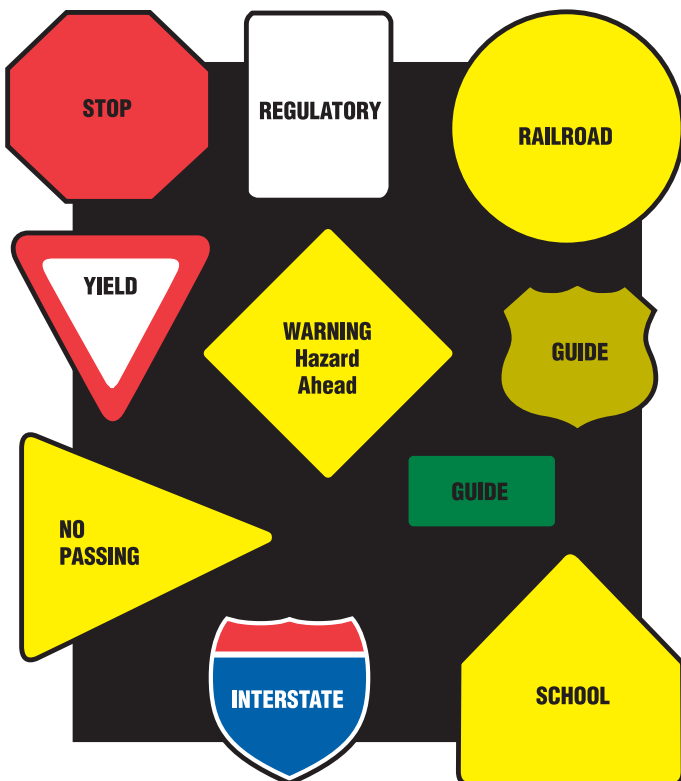 STOP
REGULATORY
RAILROAD
YIELD
WARNING
Hazard
Ahead
GUIDE
GUIDE
NO
PASSING
INTERSTATE
SCHOOL